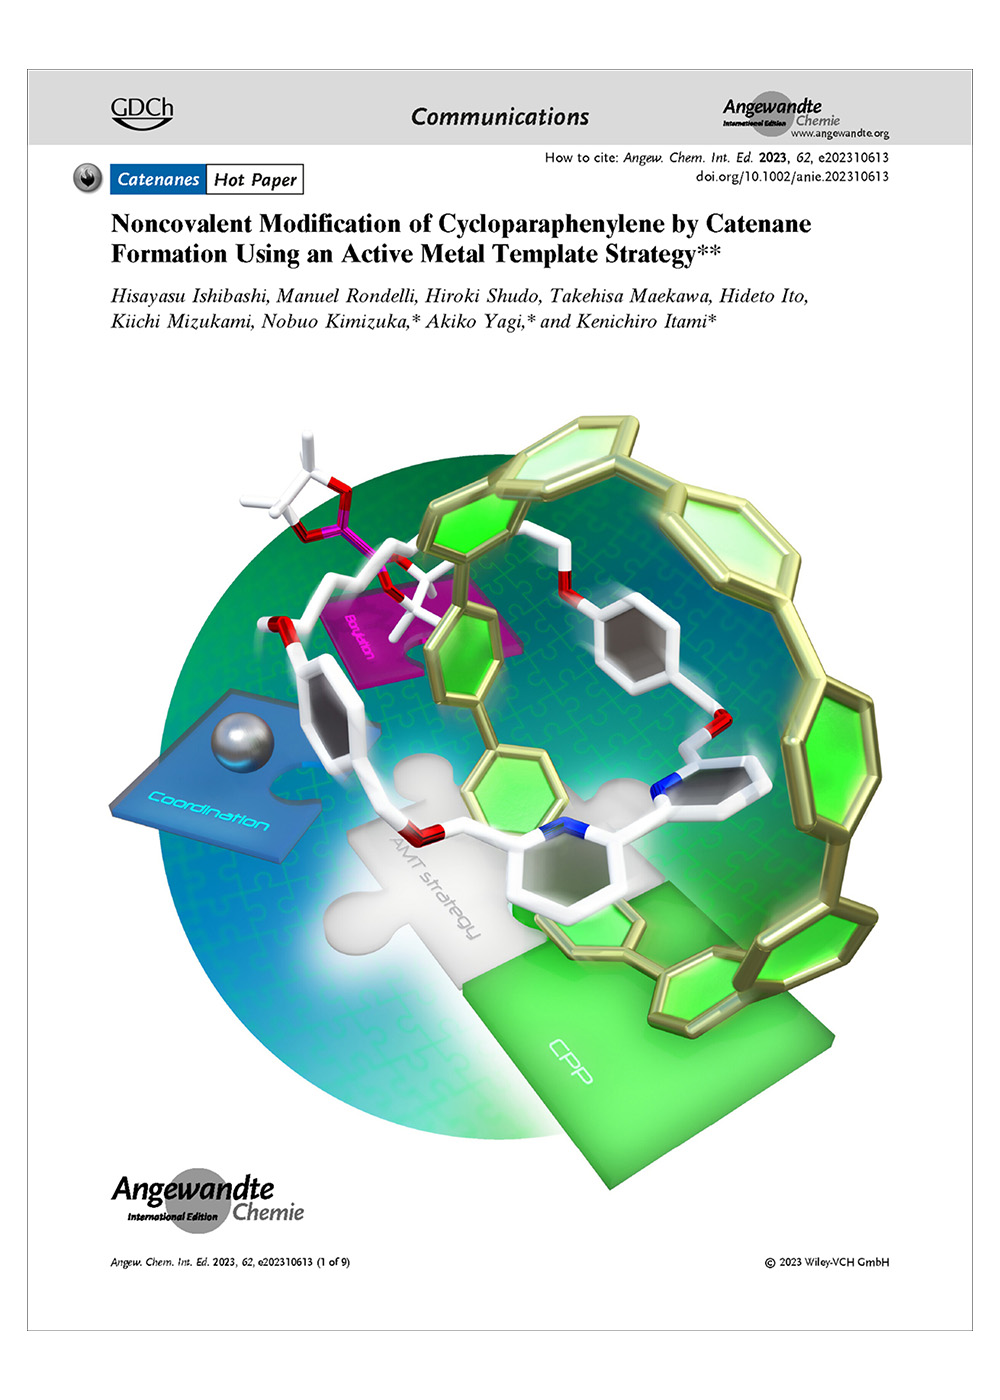 GDCh
Communications
Angewandte
International Edition
Chemie
www.angewandte.org
How to cite: Angew. Chem. Int. Ed. 2023, 62, e202310613
doi.org/10.1002/anie.202310613
Catenanes Hot Paper
Noncovalent Modification of Cycloparaphenylene by Catenane
Formation Using an Active Metal Template Strategy**
Hisayasu Ishibashi, Manuel Rondelli, Hiroki Shudo, Takehisa Maekawa, Hideto Ito,
Kiichi Mizukami, Nobuo Kimizuka,* Akiko Yagi,* and Kenichiro Itami*
Borylation
Coordination
AMT strategy
CPP
Angewandte
International Edition
Chemie
Angew. Chem. Int. Ed. 2023, 62, e202310613 (1 of 9)
© 2023 Wiley-VCH GmbH